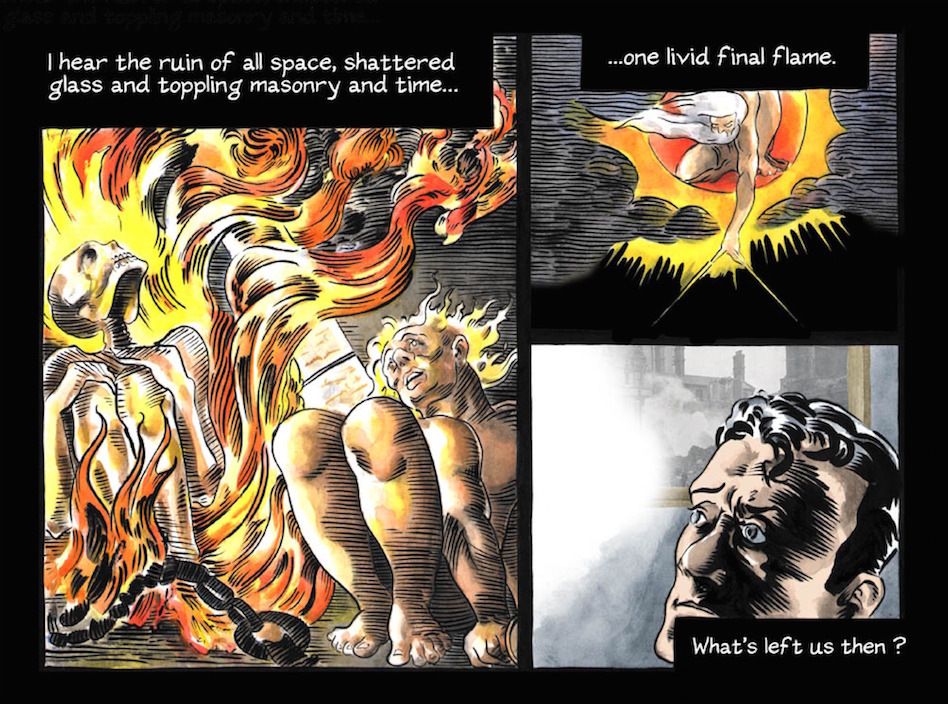 I hear the ruin of all space, shattered
glass and toppling masonry and time...
...one livid final flame.
What's left us then ?